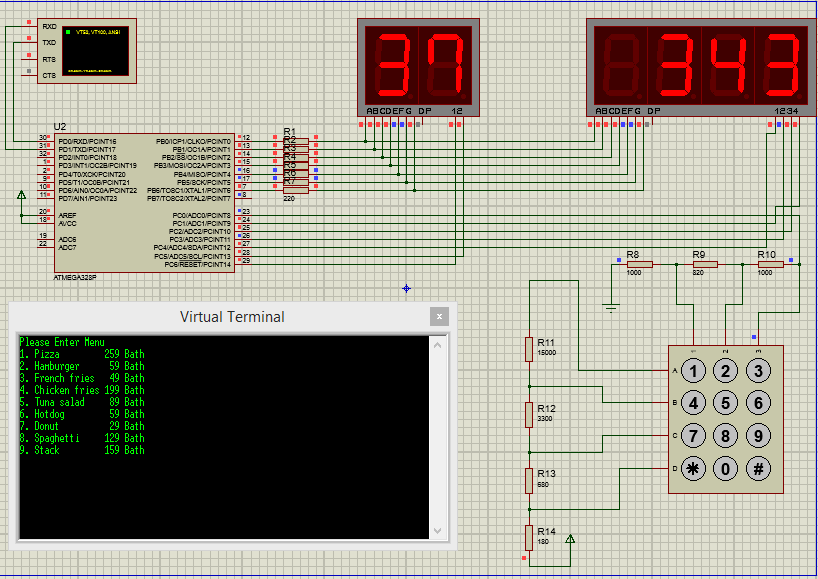 RXD
TXD
RTS
CTS
VT52, VT100, ANSI
37
ABCDEFG DP
12
343
ABCDEFG DP
1234
U2
30
31
32
1
2
9
10
11
PD0/RXD/PCINT16
PD1/TXD/PCINT17
PD2/INT0/PCINT18
PD3/INT1/OC2B/PCINT19
PD4/T0/XCK/PCINT20
PD5/T1/OC0B/PCINT21
PD6/AIN0/OC0A/PCINT22
PD7/AIN1/PCINT23
20
18
AREF
AVCC
19
22
ADC6
ADC7
PB0/ICP1/CLKO/PCINT0
PB1/OC1A/PCINT1
PB2/SS/OC1B/PCINT2
PB3/MOSI/OC2A/PCINT3
PB4/MISO/PCINT4
PB5/SCK/PCINT5
PB6/TOSC1/XTAL1/PCINT6
PB7/TOSC2/XTAL2/PCINT7
12
13
14
15
16
17
7
8
PC0/ADC0/PCINT8
PC1/ADC1/PCINT9
PC2/ADC2/PCINT10
PC3/ADC3/PCINT11
PC4/ADC4/SDA/PCINT12
PC5/ADC5/SCL/PCINT13
PC6/RESET/PCINT14
23
24
25
26
27
28
29
ATMEGA328P
R1
R2
R3
R4
R5
R6
R7
220
R8
1000
R9
820
R10
1000
R11
15000
R12
3300
R13
680
R14
180
1 2 3
A 1 2 3
B 4 5 6
C 7 8 9
D * 0 #
Virtual Terminal
x
Please Enter Menu
1. Pizza 259 Bath
2. Hamburger 59 Bath
3. French fries 49 Bath
4. Chicken fries 199 Bath
5. Tuna salad 89 Bath
6. Hotdog 59 Bath
7. Donut 29 Bath
8. Spaghetti 129 Bath
9. Stack 159 Bath